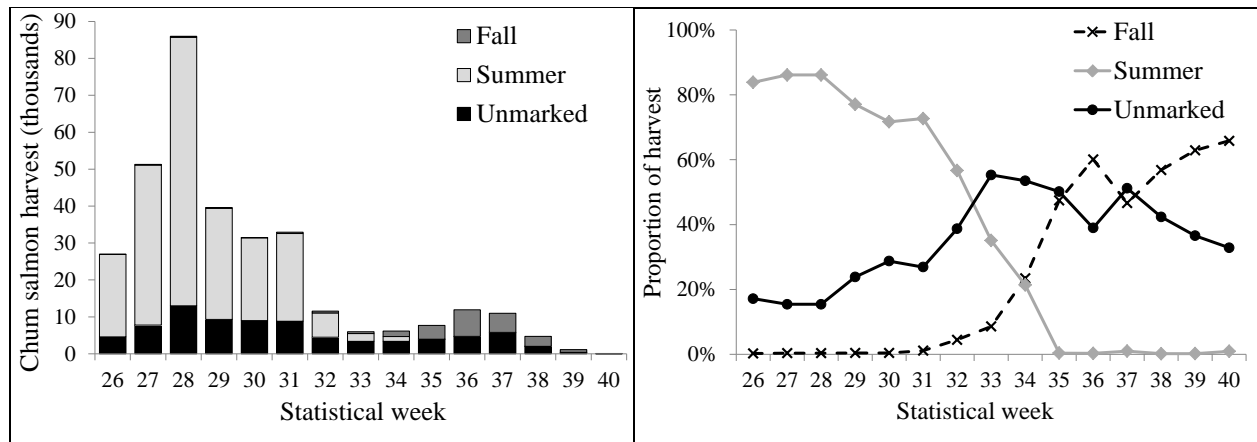 Chum salmon harvest (thousands)
90
80
70
60
50
40
30
20
10
0
Fall
Summer
Unmarked
26 27 28 29 30 31 32 33 34 35 36 37 38 39 40
Statistical week
Proportion of harvest
100%
80%
60%
40%
20%
0%
Fall
Summer
Unmarked
26 27 28 29 30 31 32 33 34 35 36 37 38 39 40
Statistical week